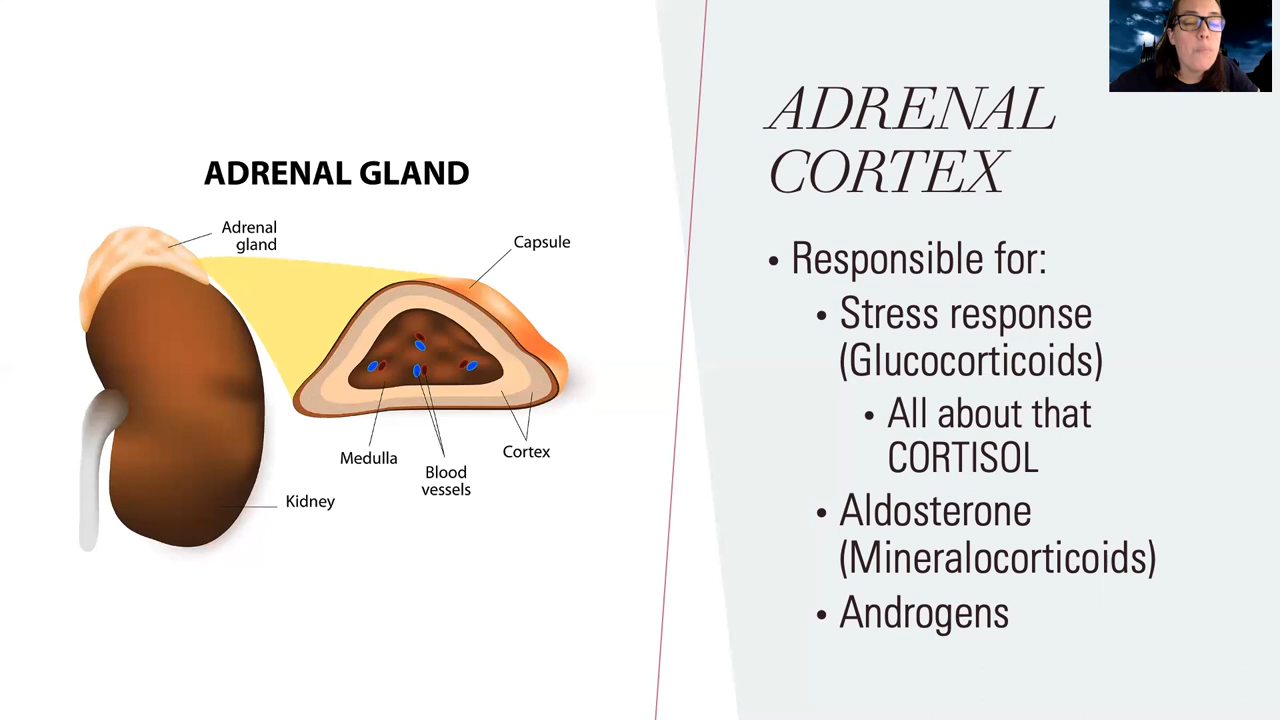 ADRENAL GLAND
Adrenal
gland
Capsule
Medulla
Blood
vessels
Cortex
Kidney
ADRENAL
CORTEX
• Responsible for:
• Stress response
(Glucocorticoids)
• All about that
CORTISOL
• Aldosterone
(Mineralocorticoids)
• Androgens